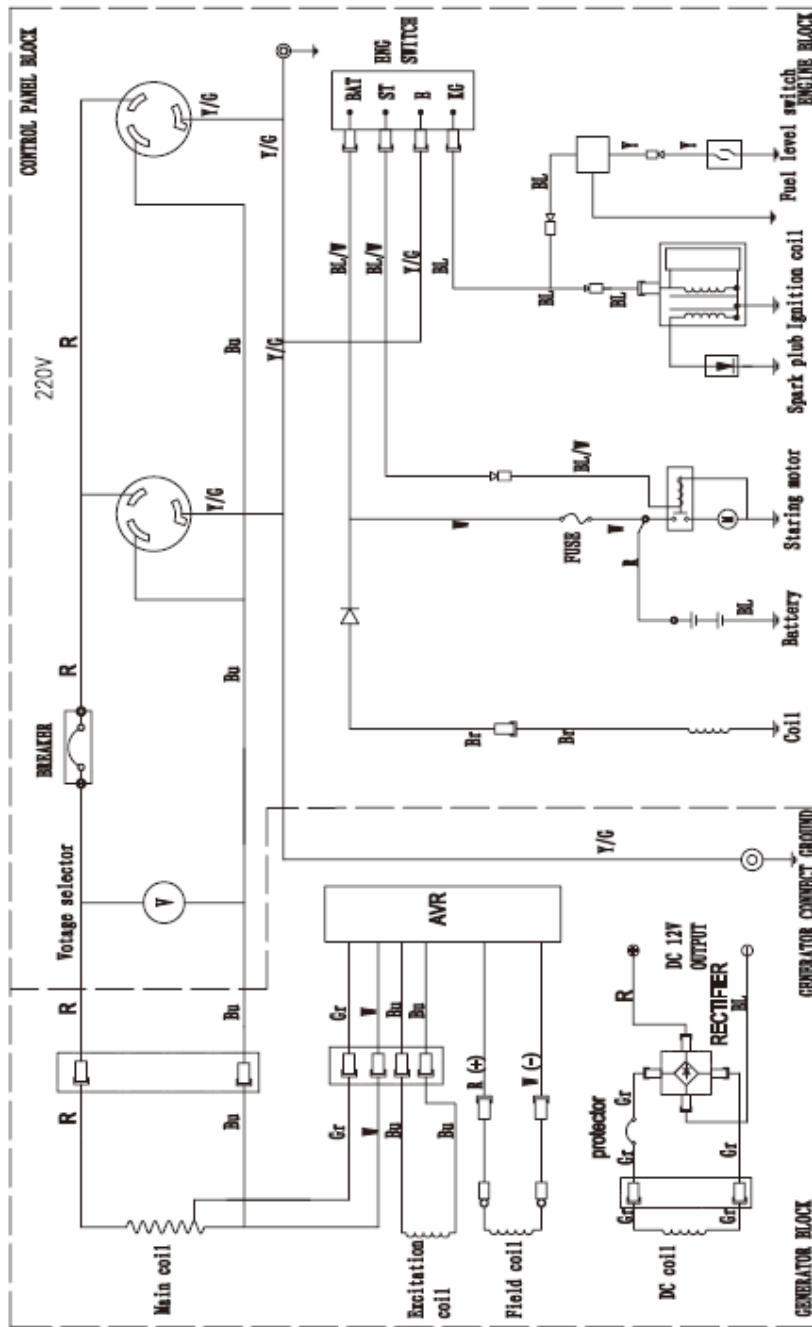 CONTROL PANEL BLOCK
220V
R
R
R
R
BREAKER
Votage selector
V
Bu
Bu
Bu
Bu
Y/G
Y/G
Y/G
Y/G
Main coil
ENG
SWITCH
BAT
ST
E
KG
BL/W
BL/W
Y/G
BL
BL
BL
BL
Y
Y
Fuel level switch
ENGINE BLOCK
Ignition coil
Spark plub
BL/W
W
FUSE
W
R
M
Staring motor
BL
Battery
Br
Br
Coil
Y/G
GENERATOR CONNECT GROUND
AVR
Gr
W
Bu
Bu
R (+)
W (-)
Gr
W
Bu
Bu
Excitation
coil
Field coil
DC 12V
OUTPUT
R
BL
RECTIFIER
protector
Gr
Gr
Gr
Gr
Gr
DC coil
GENERATOR BLOCK